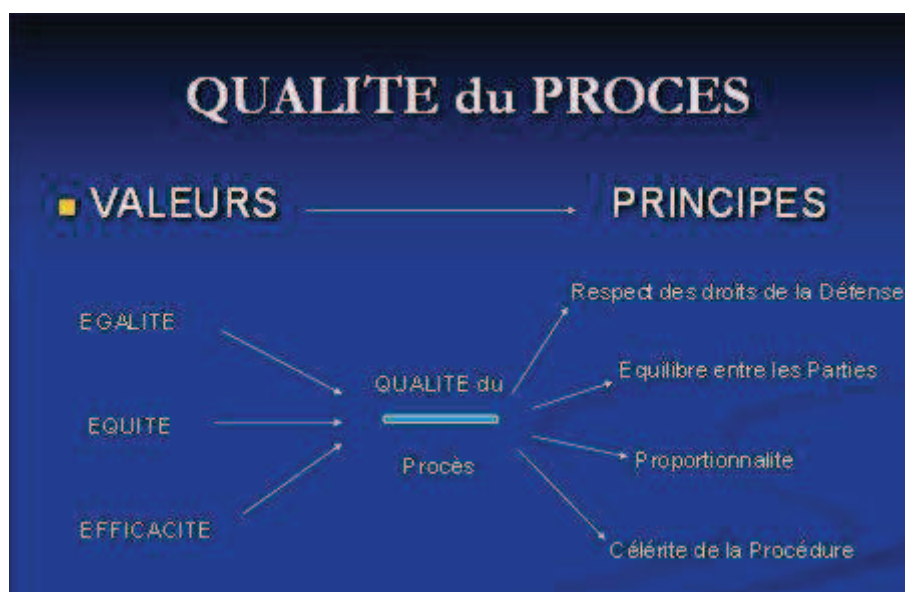 QUALITE du PROCES
VALEURS
PRINCIPES
EGALITE
EQUITE
EFFICACITE
QUALITE du
Procès
Respect des droits de la Défense
Equilibre entre les Parties
Proportionnalite
Célérite de la Procédure